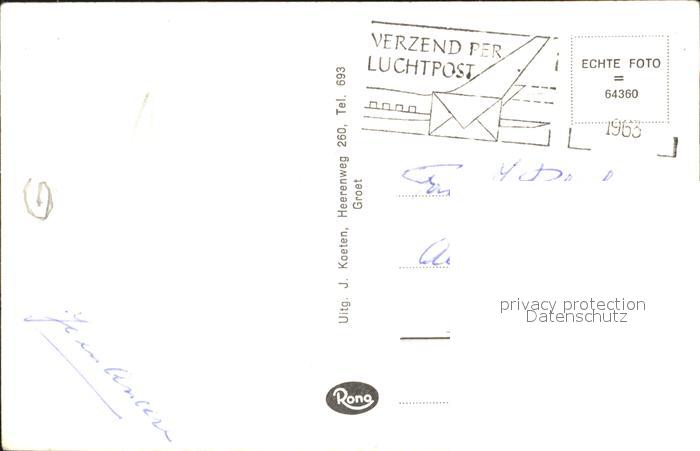 VERZEND PER
LUCHTPOST
ECHTE FOTO
=
64360
1963
Uitg. J. Koeten, Heerenweg 260, Tel. 693
Groet
privacy protection
Datenschutz
Rona